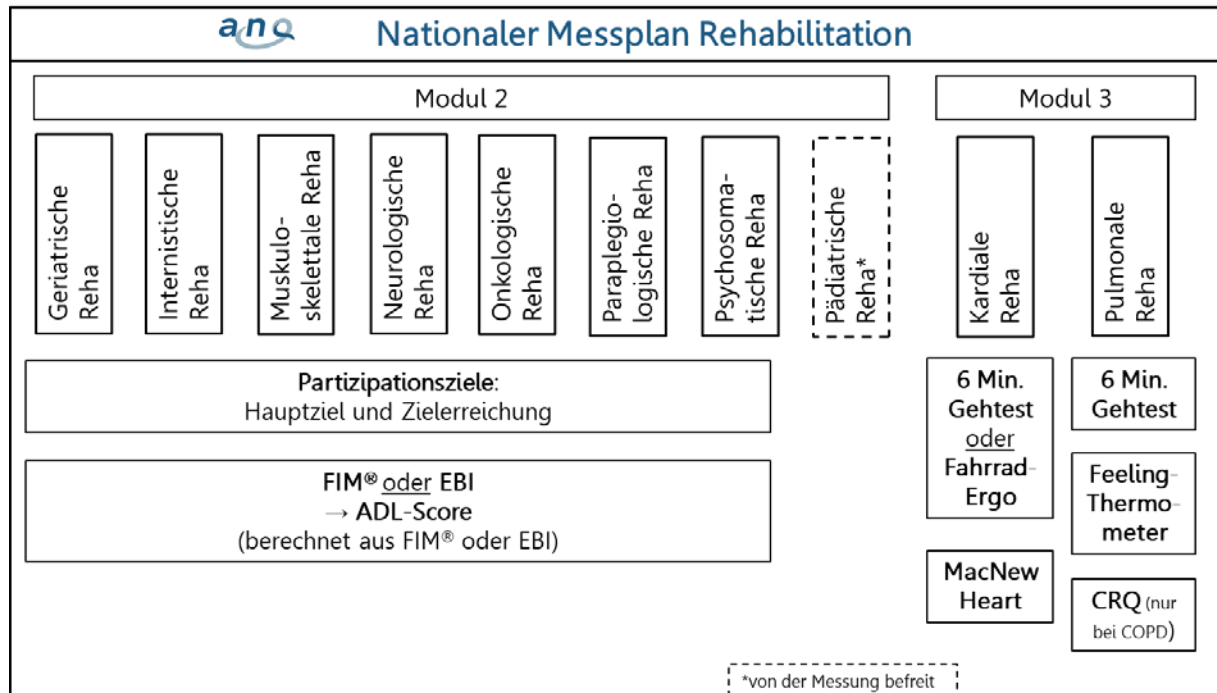 anq Nationaler Messplan Rehabilitation
Modul 2
Modul 3
Geriatrische
Reha
Internistische
Reha
Muskulo-
skelettale Reha
Neurologische
Reha
Onkologische
Reha
Paraplegio-
logische Reha
Psychosoma-
tische Reha
Pädiatrische
Reha*
Kardiale
Reha
Pulmonale
Reha
Partizipationsziele:
Hauptziel und Zielerreichung
FIM® oder EBI
→ ADL-Score
(berechnet aus FIM® oder EBI)
6 Min.
Gehtest
oder
Fahrrad-
Ergo
MacNew
Heart
6 Min.
Gehtest
Feeling-
Thermo-
meter
CRQ (nur
bei COPD)
*von der Messung befreit